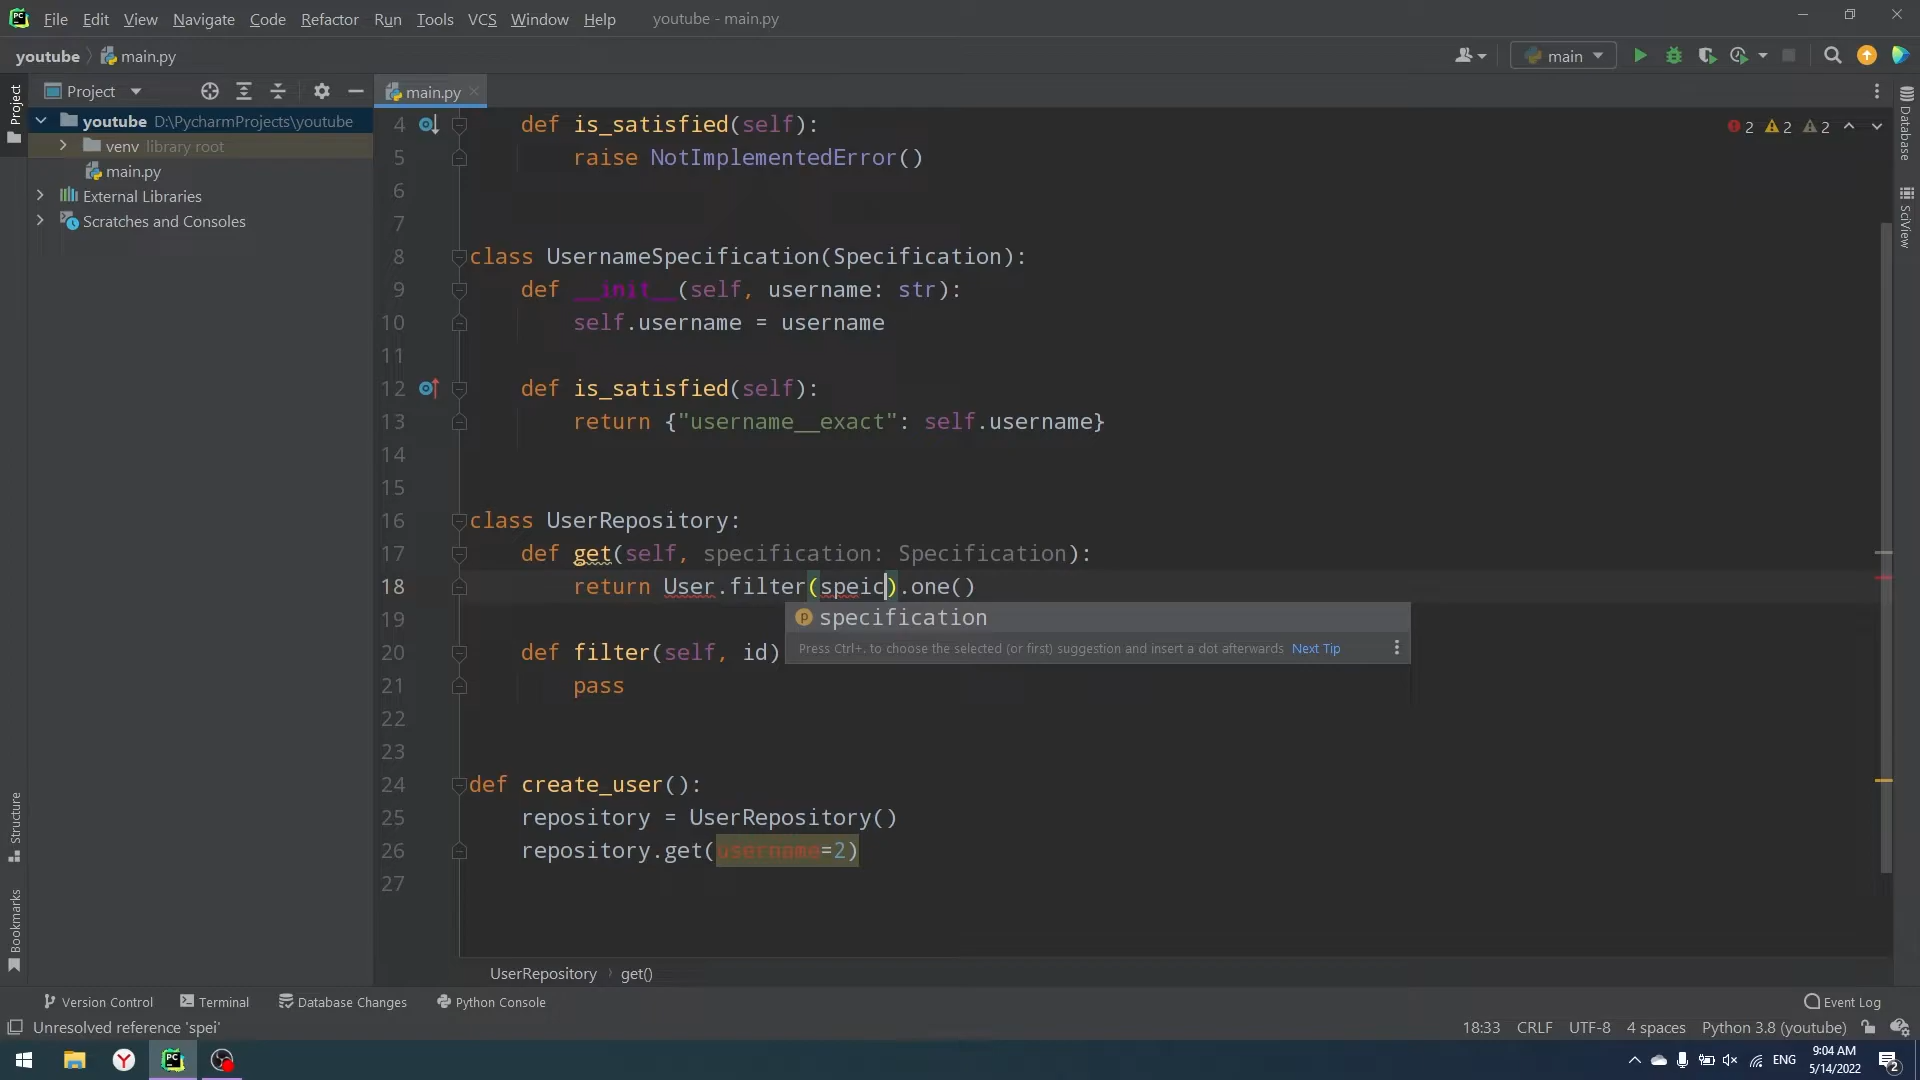 File Edit View Navigate Code Refactor Run Tools VCS Window Help youtube - main.py
youtube main.py main
Project main.py
youtube D:\PycharmProjects\youtube
venv library root
main.py
External Libraries
Scratches and Consoles
Project
Structure
Bookmarks
Database
SciView
2 2 2
4 def is_satisfied(self):
5 raise NotImplementedError()
6
7
8 class UsernameSpecification(Specification):
9 def __init__(self, username: str):
10 self.username = username
11
12 def is_satisfied(self):
13 return {"username__exact": self.username}
14
15
16 class UserRepository:
17 def get(self, specification: Specification):
18 return User.filter(speic).one()
specification
Press Ctrl+. to choose the selected (or first) suggestion and insert a dot afterwards Next Tip
19
20 def filter(self, id)
21 pass
22
23
24 def create_user():
25 repository = UserRepository()
26 repository.get(username=2)
27
UserRepository get()
Version Control Terminal Database Changes Python Console Event Log
Unresolved reference 'spei' 18:33 CRLF UTF-8 4 spaces Python 3.8 (youtube)
ENG 9:04 AM
5/14/2022
2